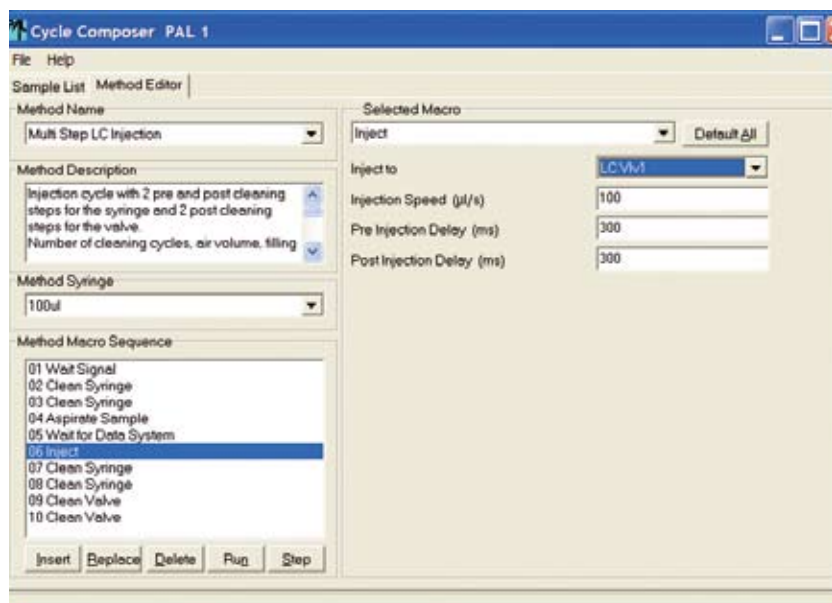 Cycle Composer PAL 1
File Help
Sample List Method Editor
Method Name
Multi Step LC Injection
Method Description
Injection cycle with 2 pre and post cleaning
steps for the syringe and 2 post cleaning
steps for the valve.
Number of cleaning cycles, air volume, filling
Method Syringe
100ul
Method Macro Sequence
01 Wait Signal
02 Clean Syringe
03 Clean Syringe
04 Aspirate Sample
05 Wait for Data System
06 Inject
07 Clean Syringe
08 Clean Syringe
09 Clean Valve
10 Clean Valve
Insert Replace Delete Run Step
Selected Macro
Inject Default All
Inject to LC Vlv1
Injection Speed (µl/s) 100
Pre Injection Delay (ms) 300
Post Injection Delay (ms) 300